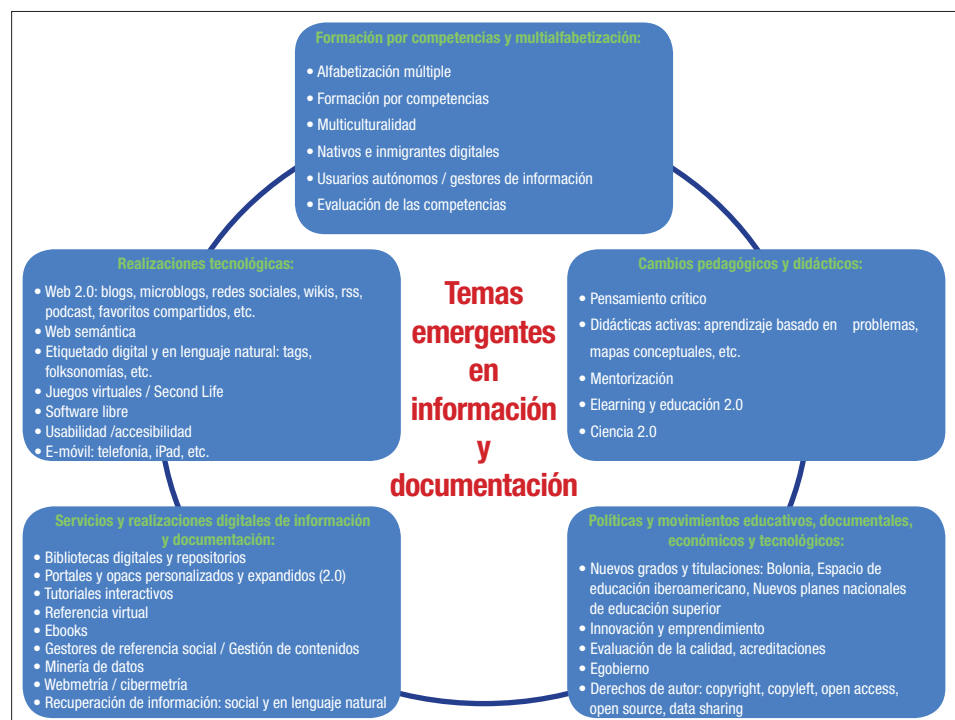 Formación por competencias y multialfabetización:
• Alfabetización múltiple
• Formación por competencias
• Multiculturalidad
• Nativos e inmigrantes digitales
• Usuarios autónomos / gestores de información
• Evaluación de las competencias
Realizaciones tecnológicas:
• Web 2.0: blogs, microblogs, redes sociales, wikis, rss,
podcast, favoritos compartidos, etc.
• Web semántica
• Etiquetado digital y en lenguaje natural: tags,
folksonomías, etc.
• Juegos virtuales / Second Life
• Software libre
• Usabilidad /accesibilidad
• E-móvil: telefonía, iPad, etc.
Temas
emergentes
en
información
y
documentación
Cambios pedagógicos y didácticos:
• Pensamiento crítico
• Didácticas activas: aprendizaje basado en problemas,
mapas conceptuales, etc.
• Mentorización
• Elearning y educación 2.0
• Ciencia 2.0
Servicios y realizaciones digitales de información
y documentación:
• Bibliotecas digitales y repositorios
• Portales y opacs personalizados y expandidos (2.0)
• Tutoriales interactivos
• Referencia virtual
• Ebooks
• Gestores de referencia social / Gestión de contenidos
• Minería de datos
• Webmetría / cibermetría
• Recuperación de información: social y en lenguaje natural
Políticas y movimientos educativos, documentales,
económicos y tecnológicos:
• Nuevos grados y titulaciones: Bolonia, Espacio de
educación iberoamericano, Nuevos planes nacionales
de educación superior
• Innovación y emprendimiento
• Evaluación de la calidad, acreditaciones
• Egobierno
• Derechos de autor: copyright, copyleft, open access,
open source, data sharing